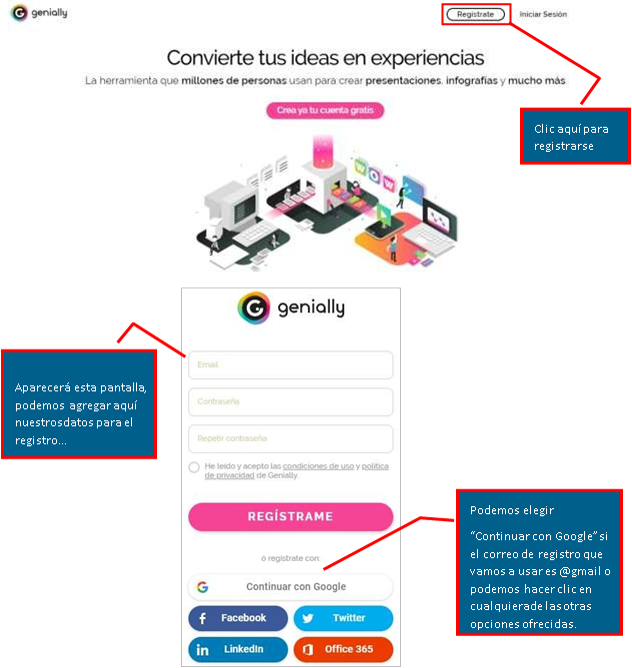 genially
Regístrate
Iniciar Sesión
Convierte tus ideas en experiencias
La herramienta que millones de personas usan para crear presentaciones, infografías y mucho más.
Crea ya tu cuenta gratis
Clic aquí para
registrarse
WOW
genially
Aparecerá esta pantalla,
podemos agregar aquí
nuestrosdatos para el
registro...
Email
Contraseña
Repetir contraseña
He leído y acepto las condiciones de uso y política
de privacidad de Genially.
REGÍSTRAME
o regístrate con:
Continuar con Google
Facebook
Twitter
LinkedIn
Office 365
Podemos elegir
“Continuar con Google” si
el correo de registro que
vamos a usar es @gmail o
podemos hacer clic en
cualquierade las otras
opciones ofrecidas.